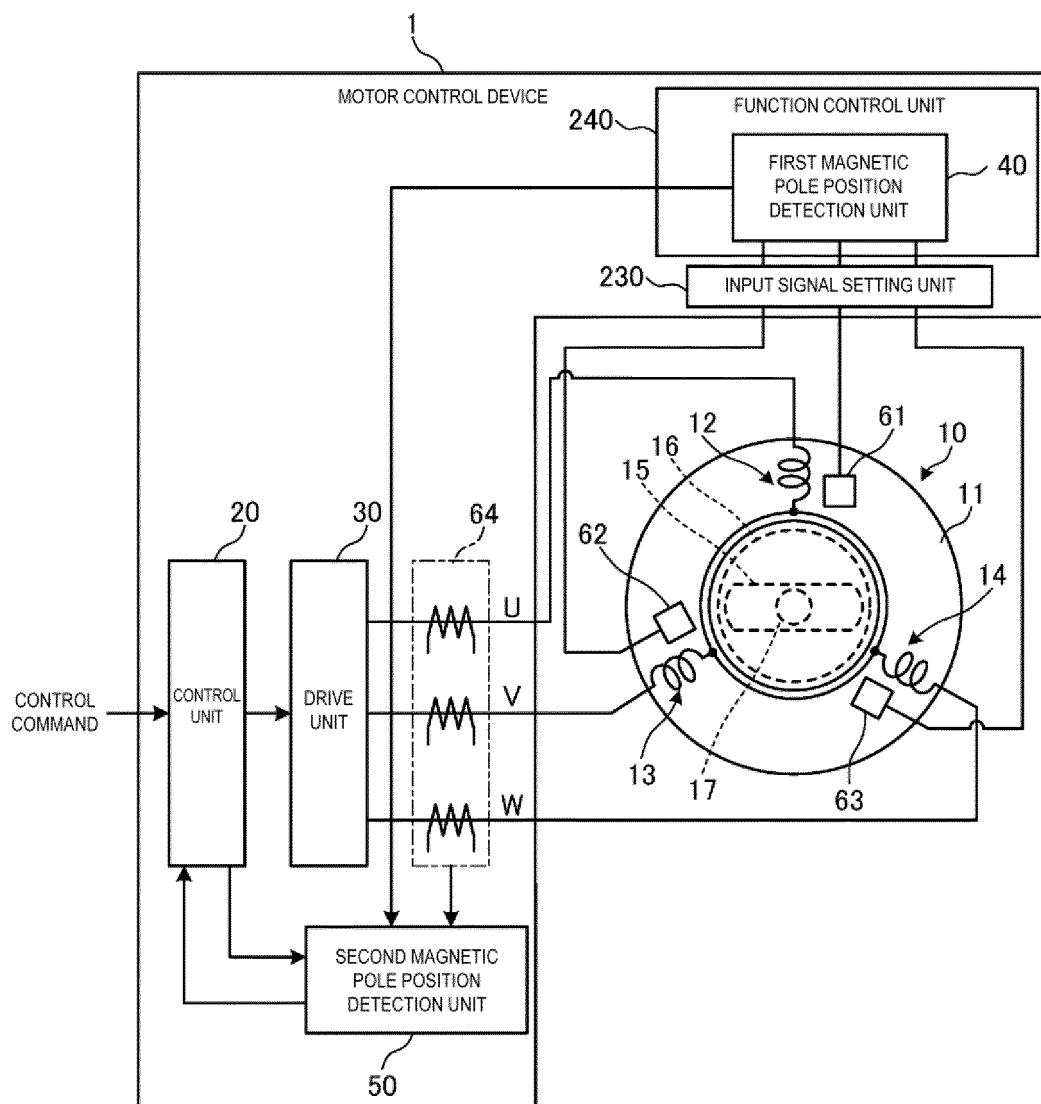 1
MOTOR CONTROL DEVICE
FUNCTION CONTROL UNIT
240
FIRST MAGNETIC
POLE POSITION
DETECTION UNIT
40
230
INPUT SIGNAL SETTING UNIT
12
16
15
61
10
11
20
30
64
62
14
U
CONTROL
COMMAND
CONTROL
UNIT
DRIVE
UNIT
V
13
17
63
W
SECOND MAGNETIC
POLE POSITION
DETECTION UNIT
50